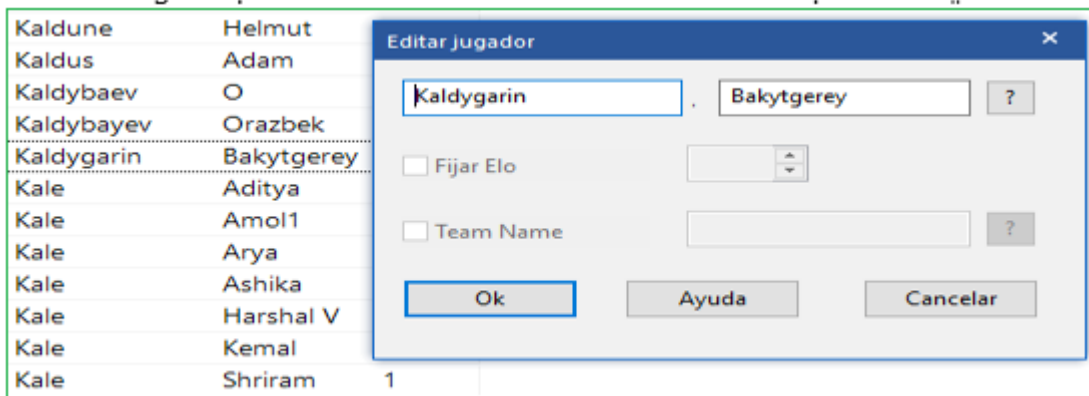 Kaldune Helmut
Kaldus Adam
Kaldybaev O
Kaldybayev Orazbek
Kaldygarin Bakytgerey
Kale Aditya
Kale Amol1
Kale Arya
Kale Ashika
Kale Harshal V
Kale Kemal
Kale Shriram 1
Editar jugador ×
Kaldygarin , Bakytgerey ?
Fijar Elo
Team Name ?
Ok Ayuda Cancelar